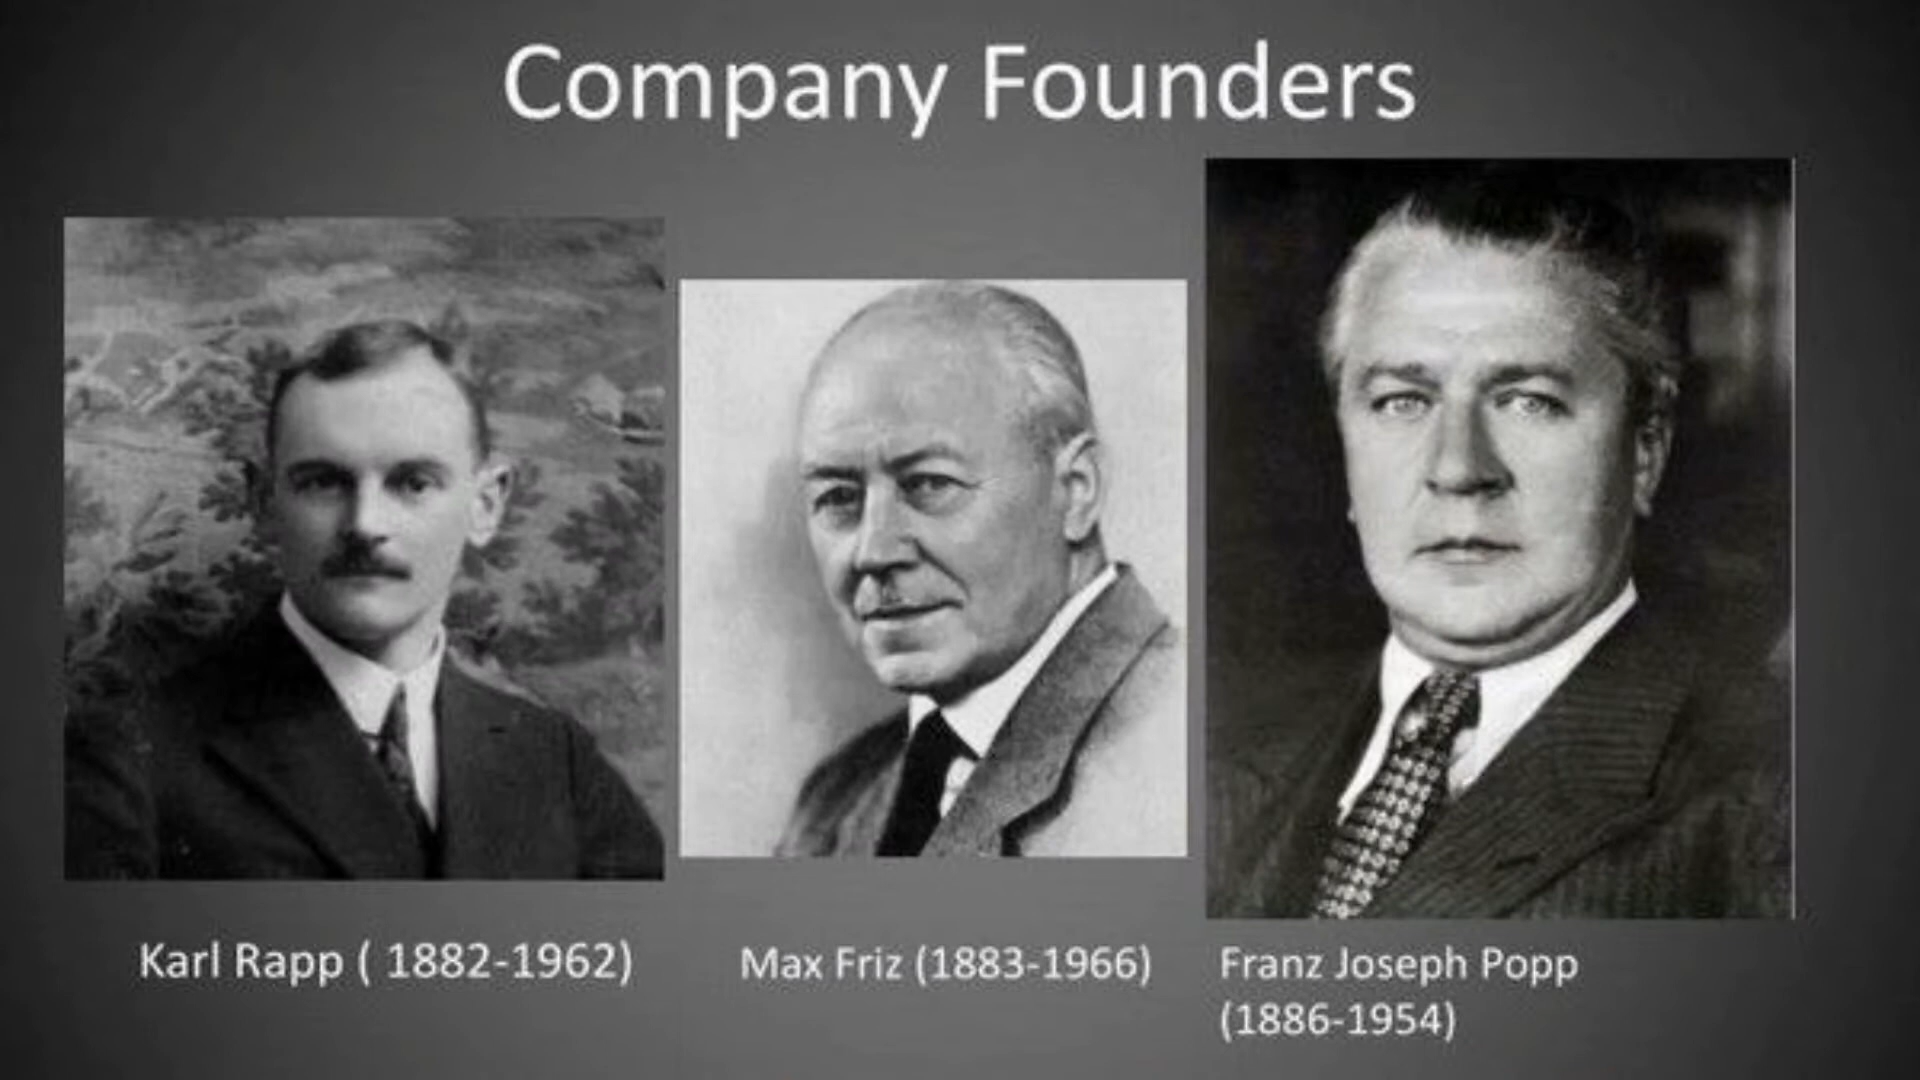 Company Founders
Karl Rapp ( 1882-1962)
Max Friz (1883-1966)
Franz Joseph Popp
(1886-1954)